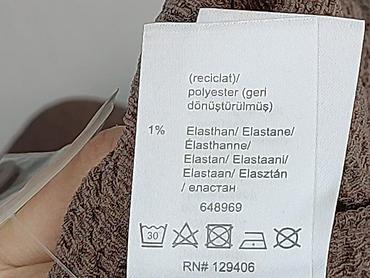 (reciclat)/
polyester (geri
dönüştürülmüş)
1% Elasthan/ Elastane/
Élasthanne/
Elastan/ Elastaani/
Elastaan/ Elasztán
/ еластан
648969
30
RN# 129406